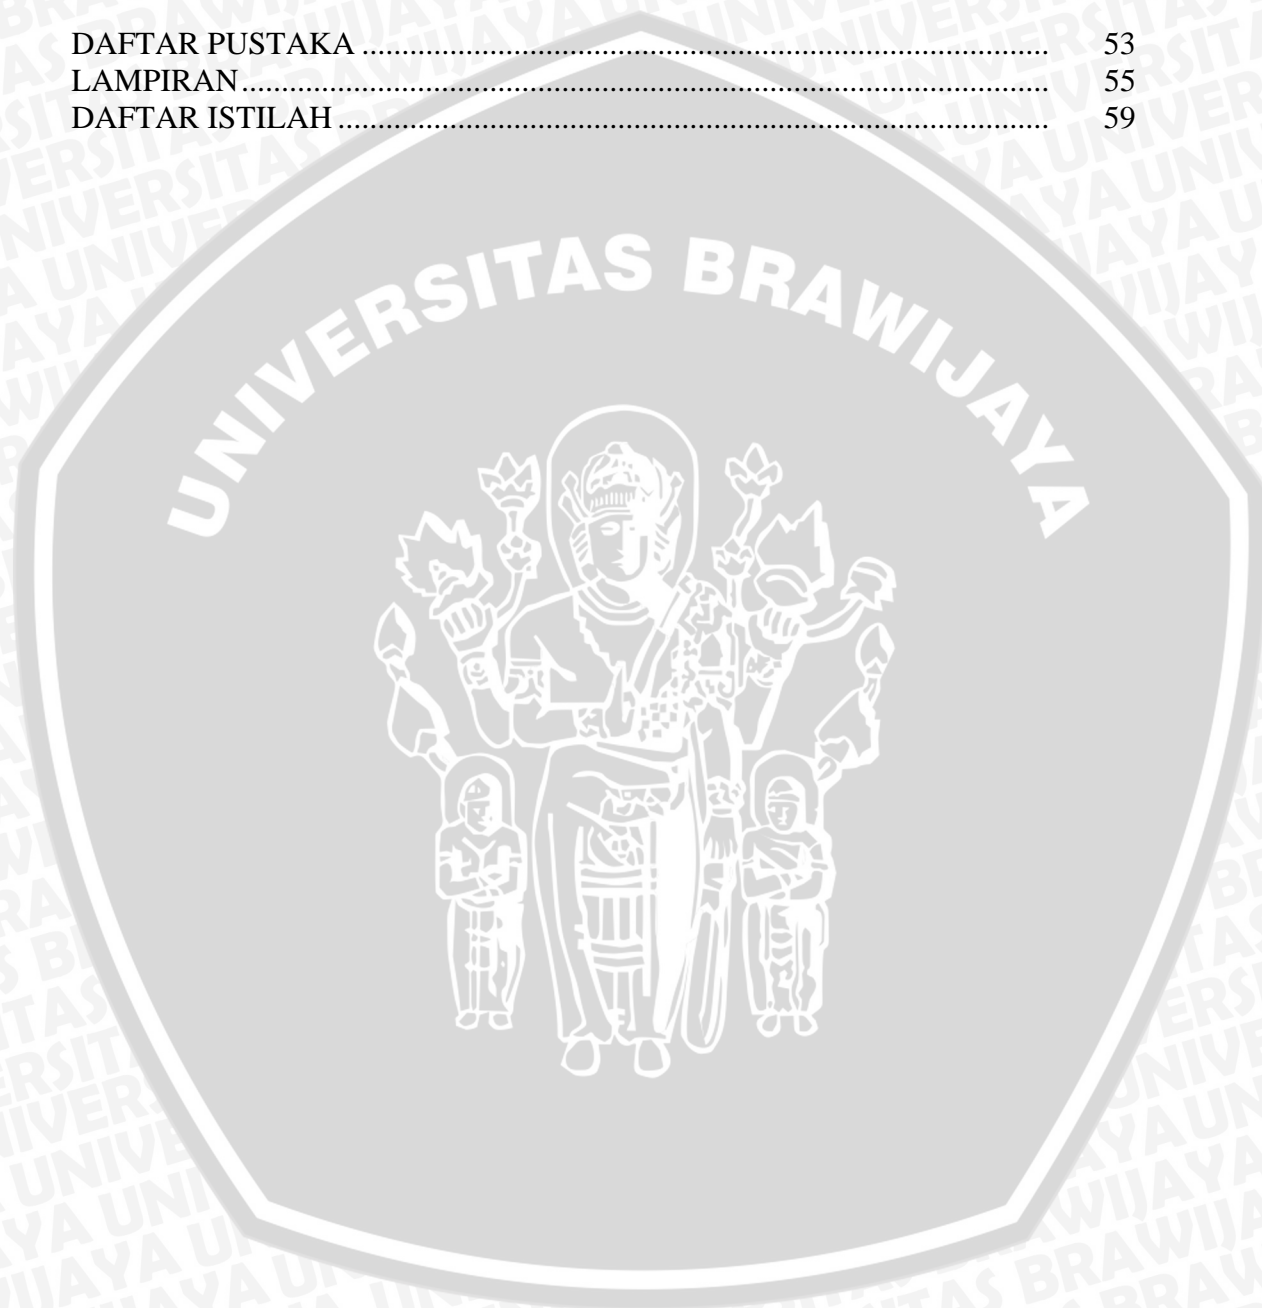 DAFTAR PUSTAKA ................................................................................ 53
LAMPIRAN ................................................................................ 55
DAFTAR ISTILAH ................................................................................ 59
UNIVERSITAS BRAWIJAYA